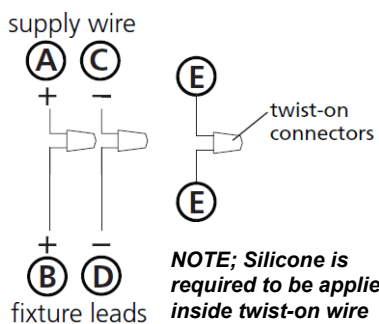 supply wire
A C
+ −
E
twist-on
connectors
E
+ −
B D
fixture leads
NOTE; Silicone is
required to be applie
inside twist-on wire